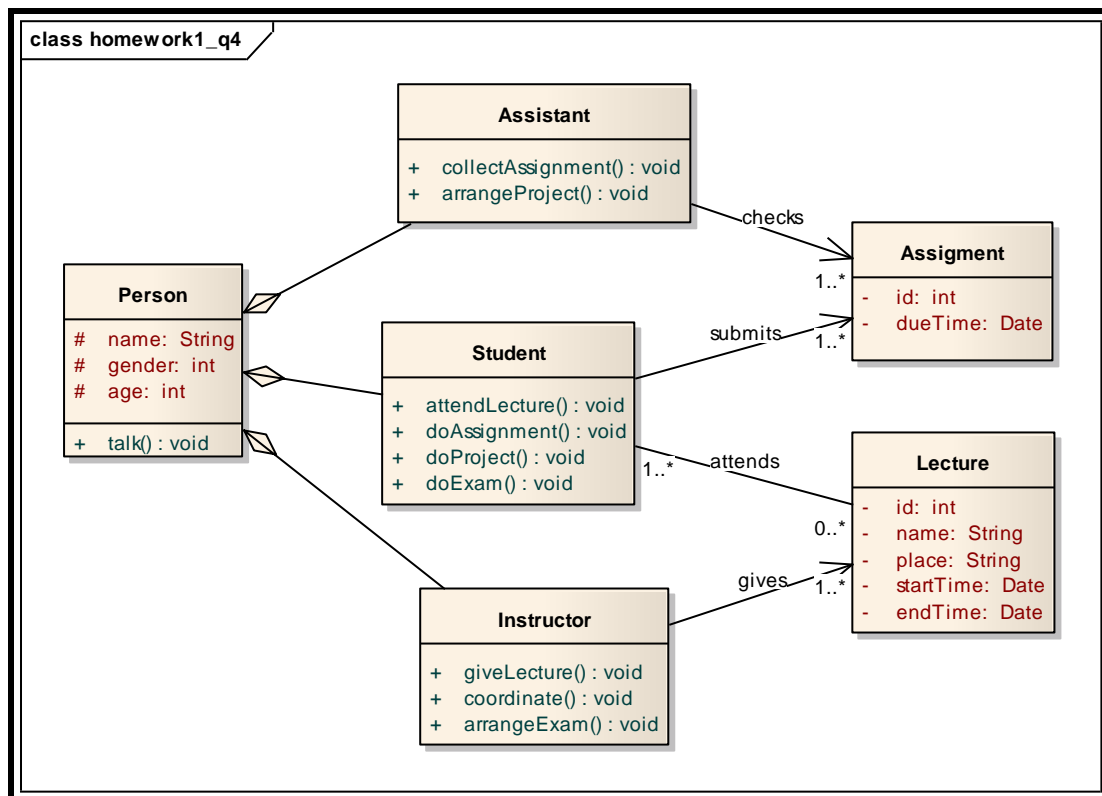 class homework1_q4
Assistant
+ collectAssignment() : void
+ arrangeProject() : void
checks
1..*
Assigment
- id: int
- dueTime: Date
Person
# name: String
# gender: int
# age: int
+ talk() : void
Student
+ attendLecture() : void
+ doAssignment() : void
+ doProject() : void
+ doExam() : void
submits
1..*
attends
1..*
0..*
Lecture
- id: int
- name: String
- place: String
- startTime: Date
- endTime: Date
gives
1..*
Instructor
+ giveLecture() : void
+ coordinate() : void
+ arrangeExam() : void